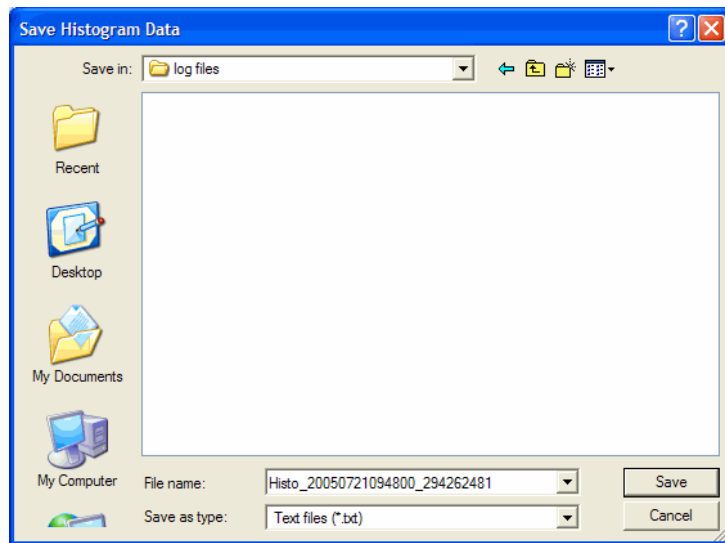 Save Histogram Data
Save in: log files
Recent
Desktop
My Documents
My Computer
File name: Histo_20050721094800_294262481 Save
Save as type: Text files (*.txt) Cancel